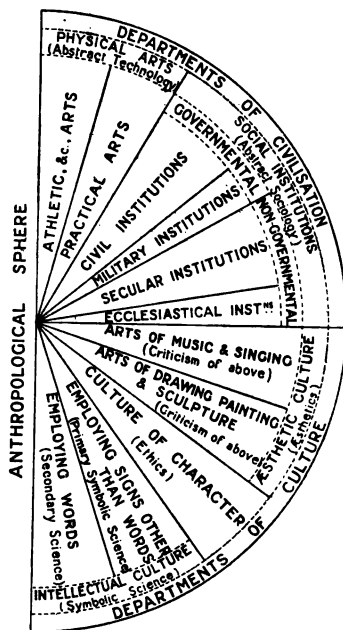 DEPARTMENTS OF CIVILISATION
PHYSICAL ARTS
(Abstract Technology)
SOCIAL INSTITUTIONS
(Abstract Sociology)
GOVERNMENTAL
NON-GOVERNMENTAL
ATHLETIC, &c., ARTS
PRACTICAL ARTS
CIVIL INSTITUTIONS
MILITARY INSTITUTIONS
SECULAR INSTITUTIONS
ECCLESIASTICAL INSTNS
ANTHROPOLOGICAL SPHERE
ARTS OF MUSIC & SINGING
(Criticism of above)
ARTS OF DRAWING PAINTING
& SCULPTURE
(Criticism of above)
CULTURE OF CHARACTER
(Ethics)
EMPLOYING SIGNS OTHER
THAN WORDS
(Primary Symbolic Science)
EMPLOYING WORDS
(Secondary Science)
ÆSTHETIC CULTURE
(Æsthetics)
INTELLECTUAL CULTURE
(Symbolic Science)
DEPARTMENTS OF CULTURE